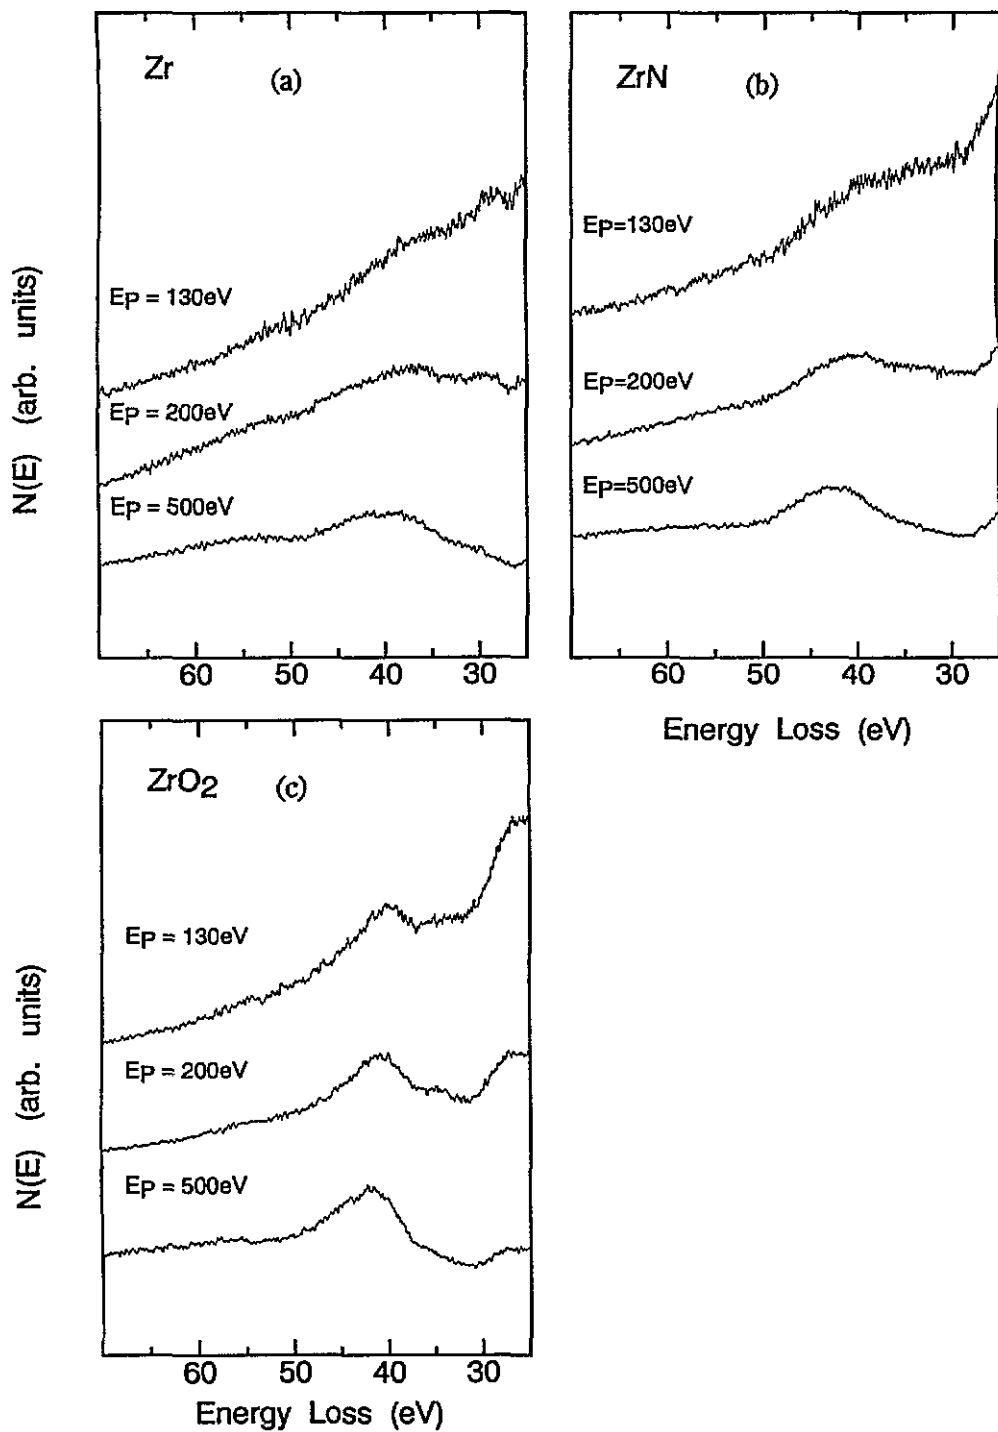 Zr (a)
N(E) (arb. units)
EP = 130eV
EP = 200eV
EP = 500eV
60 50 40 30
ZrN (b)
EP=130eV
EP=200eV
EP=500eV
60 50 40 30
Energy Loss (eV)
ZrO2 (c)
N(E) (arb. units)
EP = 130eV
EP = 200eV
EP = 500eV
60 50 40 30
Energy Loss (eV)